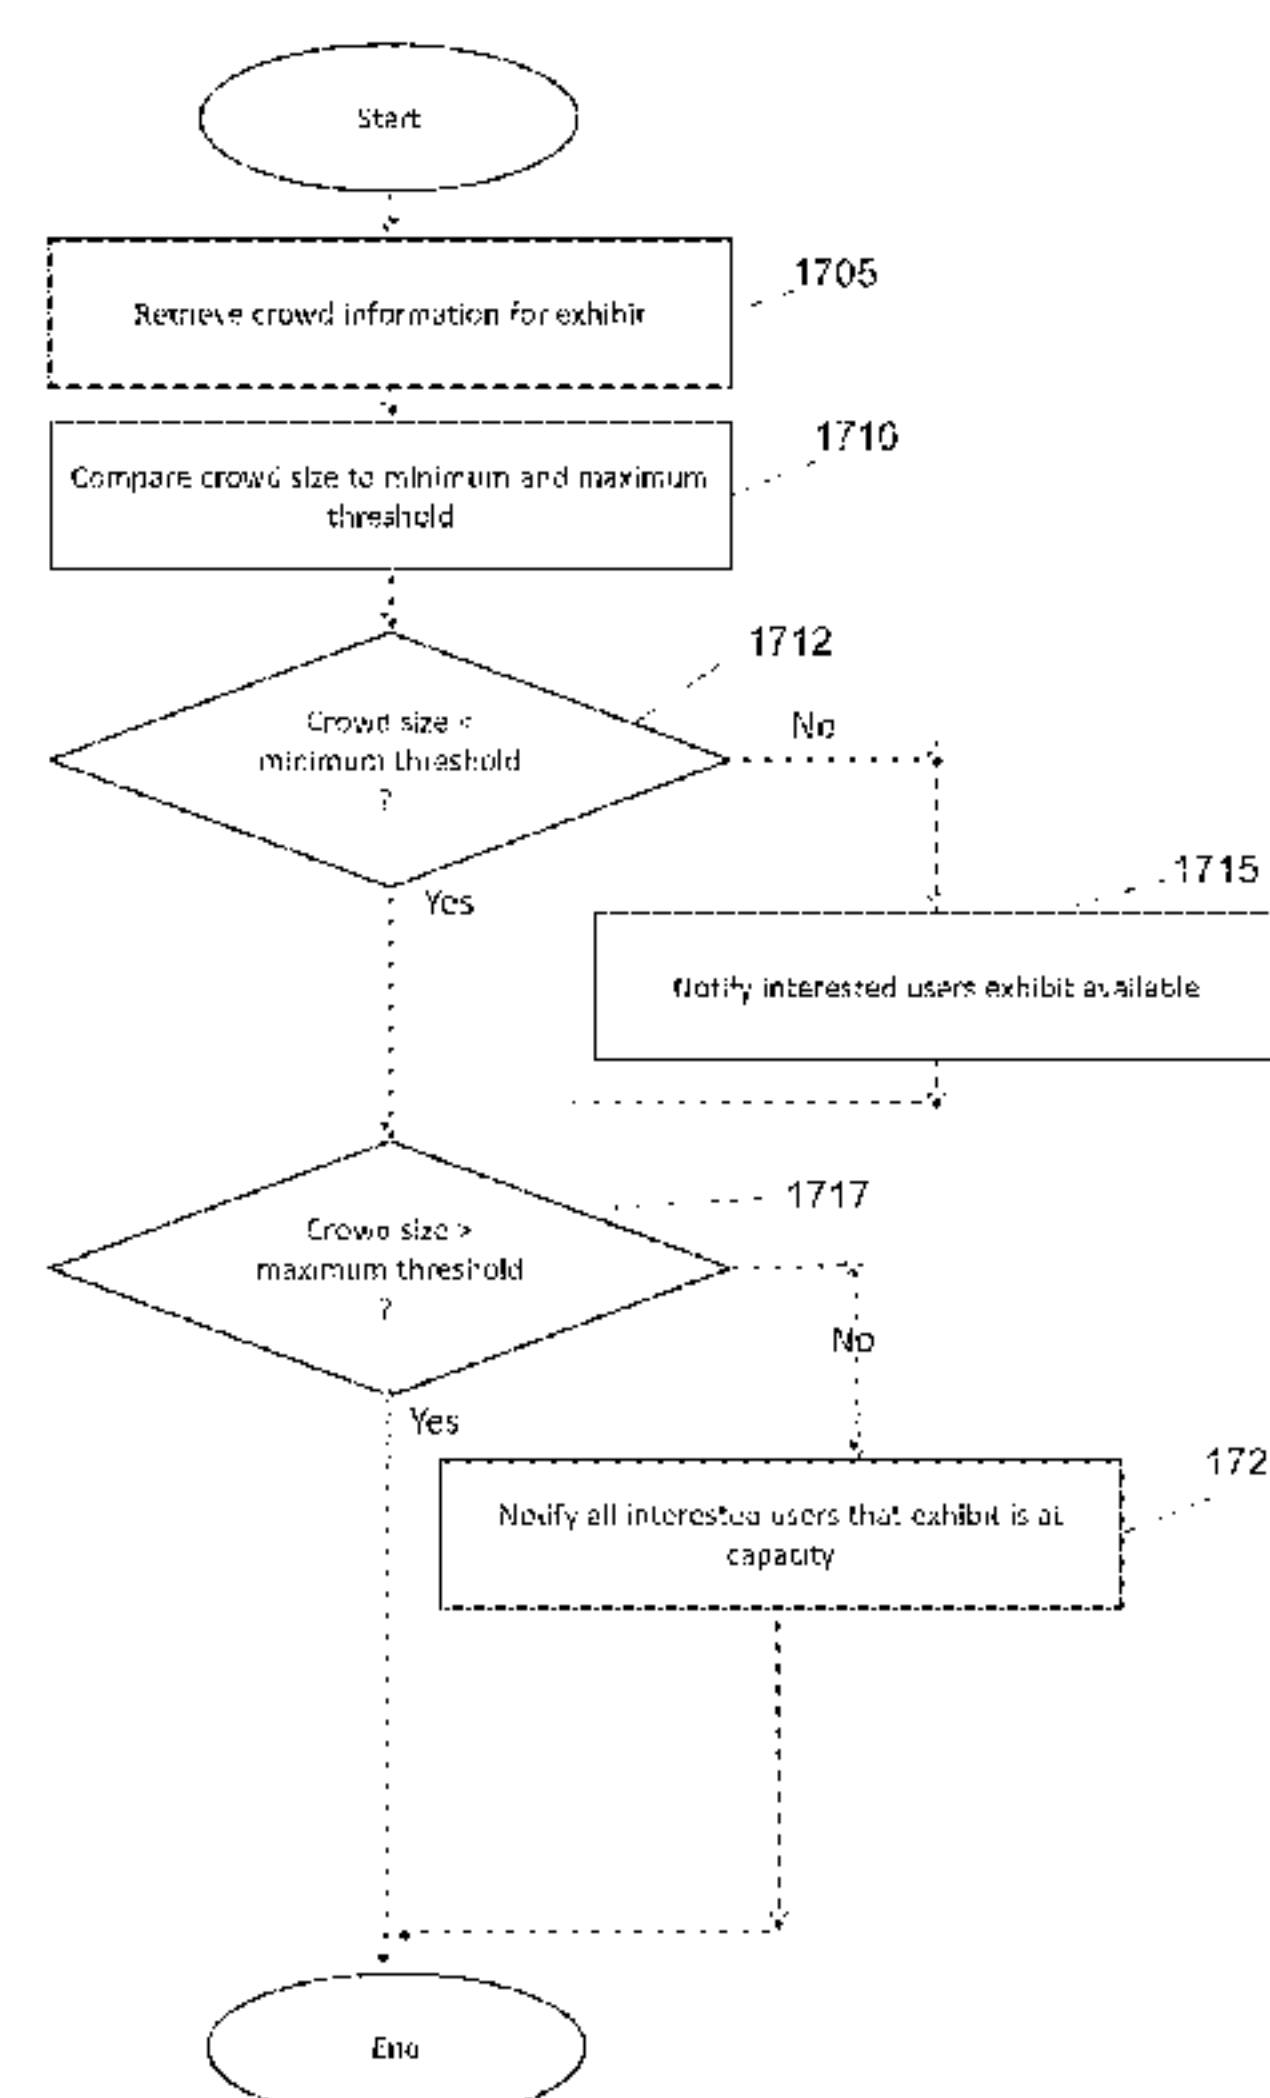 Start
Retrieve crowd information for exhibit
1705
Compare crowd size to minimum and maximum
threshold
1710
1712
Crowd size <
minimum threshold
?
No
Yes
1715
Notify interested users exhibit available
1717
Crowd size >
maximum threshold
?
No
Yes
172
Notify all interested users that exhibit is at
capacity
End